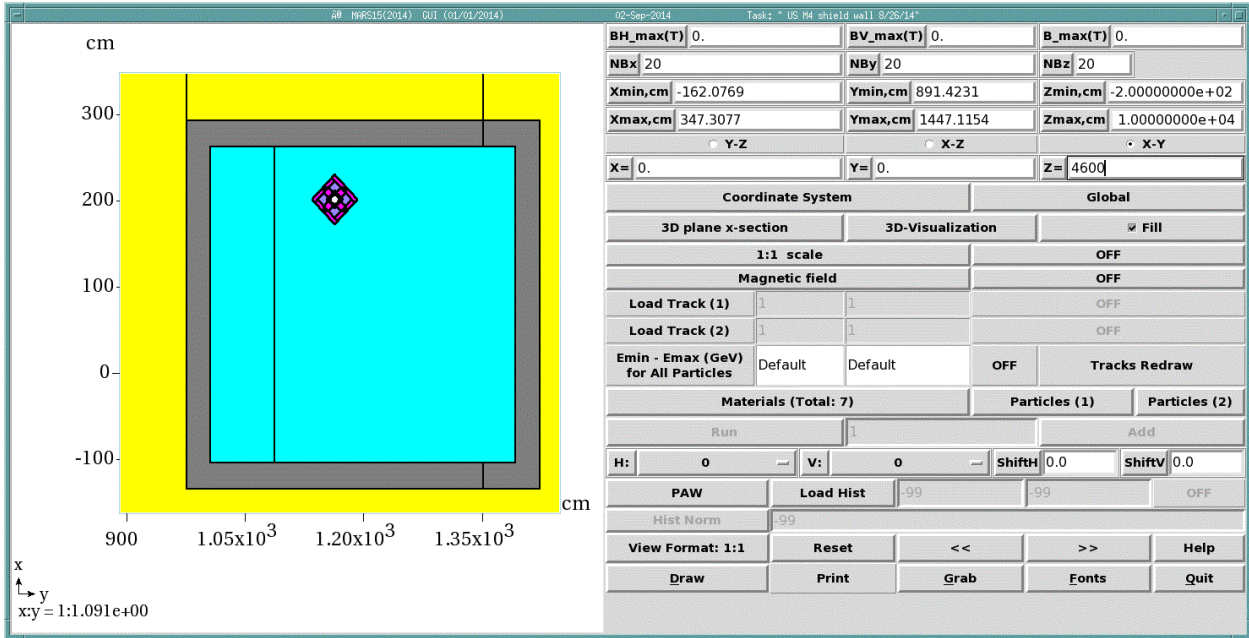 MARS15(2014) GUI (01/01/2014) 02-Sep-2014 Task: " US M4 shield wall 8/26/14"
cm
300
200
100
0
-100
cm
900 1.05x10³ 1.20x10³ 1.35x10³
x
y
x:y = 1:1.091e+00
BH_max(T) 0. BV_max(T) 0. B_max(T) 0.
NBx 20 NBy 20 NBz 20
Xmin,cm -162.0769 Ymin,cm 891.4231 Zmin,cm -2.00000000e+02
Xmax,cm 347.3077 Ymax,cm 1447.1154 Zmax,cm 1.00000000e+04
Y-Z X-Z X-Y
X= 0. Y= 0. Z= 4600
Coordinate System Global
3D plane x-section 3D-Visualization Fill
1:1 scale OFF
Magnetic field OFF
Load Track (1) 1 1 OFF
Load Track (2) 1 1 OFF
Emin - Emax (GeV)
for All Particles Default Default OFF Tracks Redraw
Materials (Total: 7) Particles (1) Particles (2)
Run 1 Add
H: 0 V: 0 ShiftH 0.0 ShiftV 0.0
PAW Load Hist -99 -99 OFF
Hist Norm -99
View Format: 1:1 Reset << >> Help
Draw Print Grab Fonts Quit